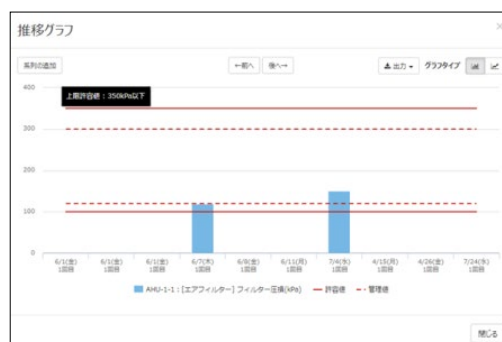 推移グラフ
×
系列の追加
←前へ 後へ→
出力
グラフタイプ
400
上限許容値：350kPa以下
300
200
100
0
6/1(金) 6/1(金) 6/1(金) 6/7(木) 6/8(金) 6/11(月) 7/4(水) 4/15(月) 4/26(金) 7/24(水)
1回目 1回目 1回目 1回目 1回目 1回目 1回目 1回目 1回目 1回目
AHU-1-1：[エアフィルター] フィルター圧損(kPa) 許容値 管理値
閉じる